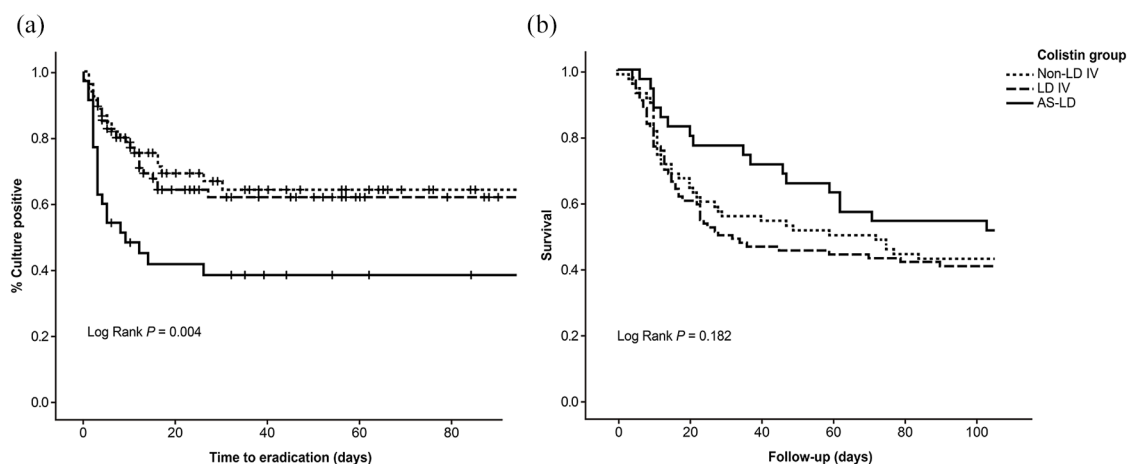 (a)
% Culture positive
1.0
0.8
0.6
0.4
0.2
0.0
Log Rank P = 0.004
0 20 40 60 80
Time to eradication (days)
(b)
Survival
1.0
0.8
0.6
0.4
0.2
0.0
Log Rank P = 0.182
0 20 40 60 80 100
Follow-up (days)
Colistin group
Non-LD IV
LD IV
AS-LD